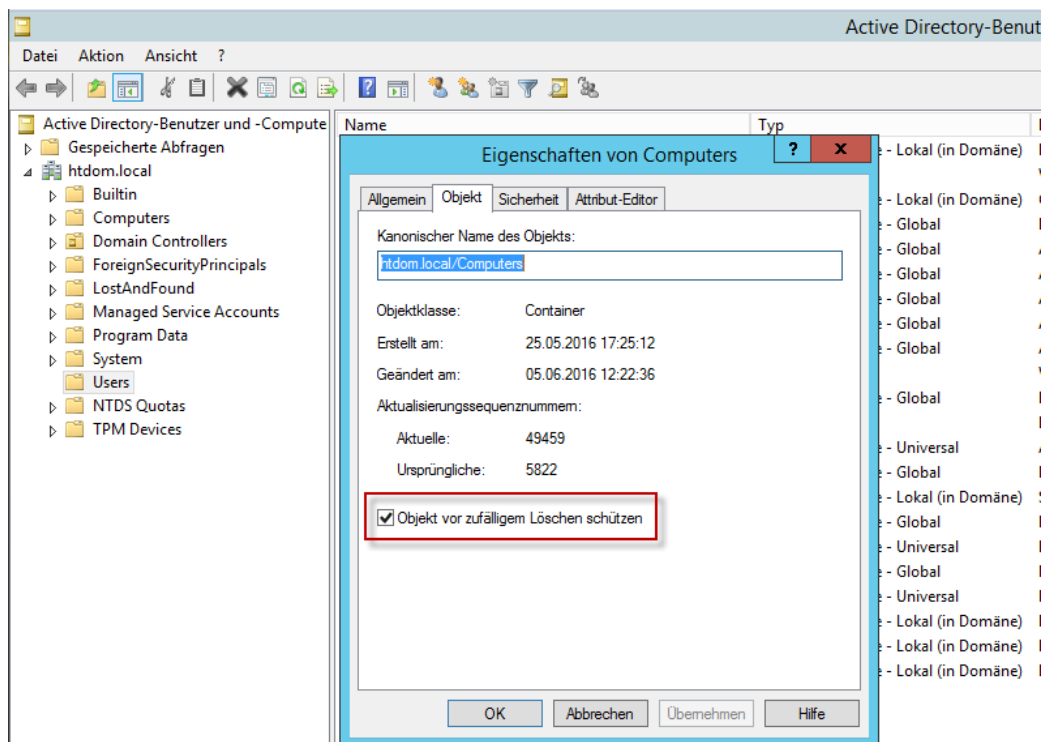 Active Directory-Benut
Datei Aktion Ansicht ?
Active Directory-Benutzer und -Compute
Gespeicherte Abfragen
htdom.local
Builtin
Computers
Domain Controllers
ForeignSecurityPrincipals
LostAndFound
Managed Service Accounts
Program Data
System
Users
NTDS Quotas
TPM Devices
Name Typ
Eigenschaften von Computers ? x
Allgemein Objekt Sicherheit Attribut-Editor
Kanonischer Name des Objekts:
htdom.local/Computers
Objektklasse: Container
Erstellt am: 25.05.2016 17:25:12
Geändert am: 05.06.2016 12:22:36
Aktualisierungssequenznummern:
Aktuelle: 49459
Ursprüngliche: 5822
Objekt vor zufälligem Löschen schützen
OK Abbrechen Übernehmen Hilfe
- Lokal (in Domäne)
- Lokal (in Domäne)
- Global
- Global
- Global
- Global
- Global
- Global
- Global
- Universal
- Global
- Lokal (in Domäne)
- Global
- Universal
- Global
- Universal
- Lokal (in Domäne)
- Lokal (in Domäne)
- Lokal (in Domäne)